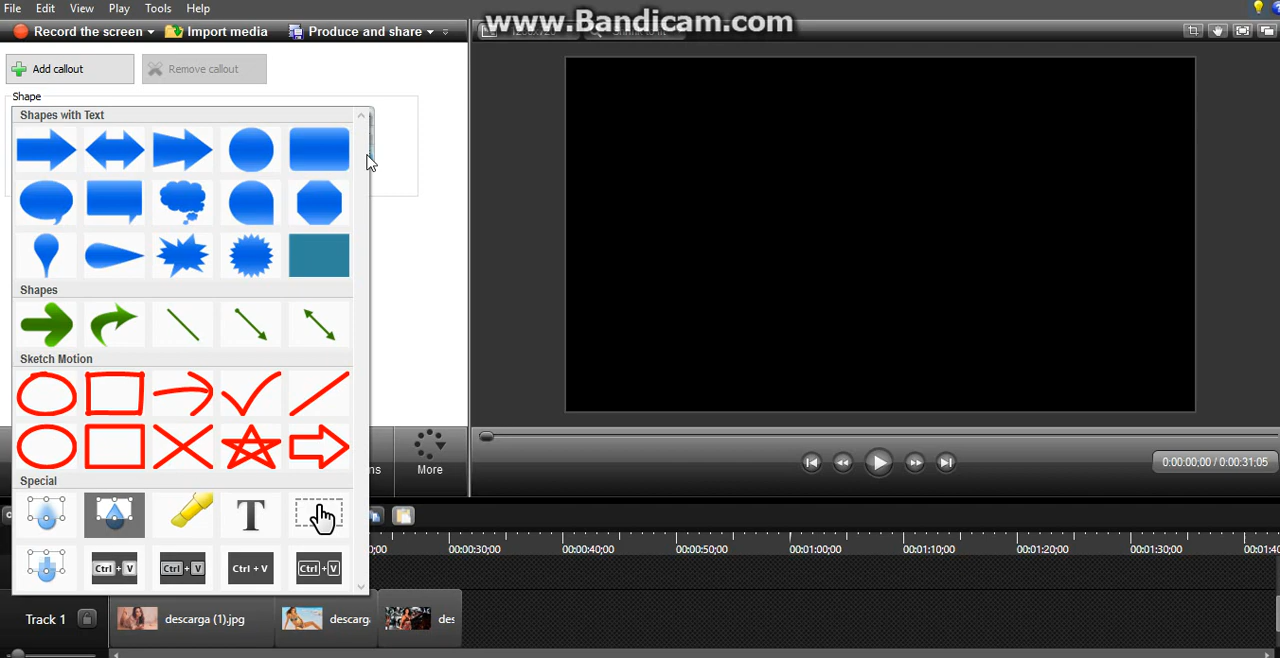 File Edit View Play Tools Help
www.Bandicam.com
Record the screen Import media Produce and share
Add callout Remove callout
Shape
Shapes with Text
Shapes
Sketch Motion
More
ns
0:00:00;00 / 0:00:31;05
Special
T
Ctrl + V Ctrl + V Ctrl + V Ctrl + V
00:00:30;00 00:00:40;00 00:00:50;00 00:01:00;00 00:01:10;00 00:01:20;00 00:01:30;00 00:01:40
Track 1 descarga (1).jpg descarg des